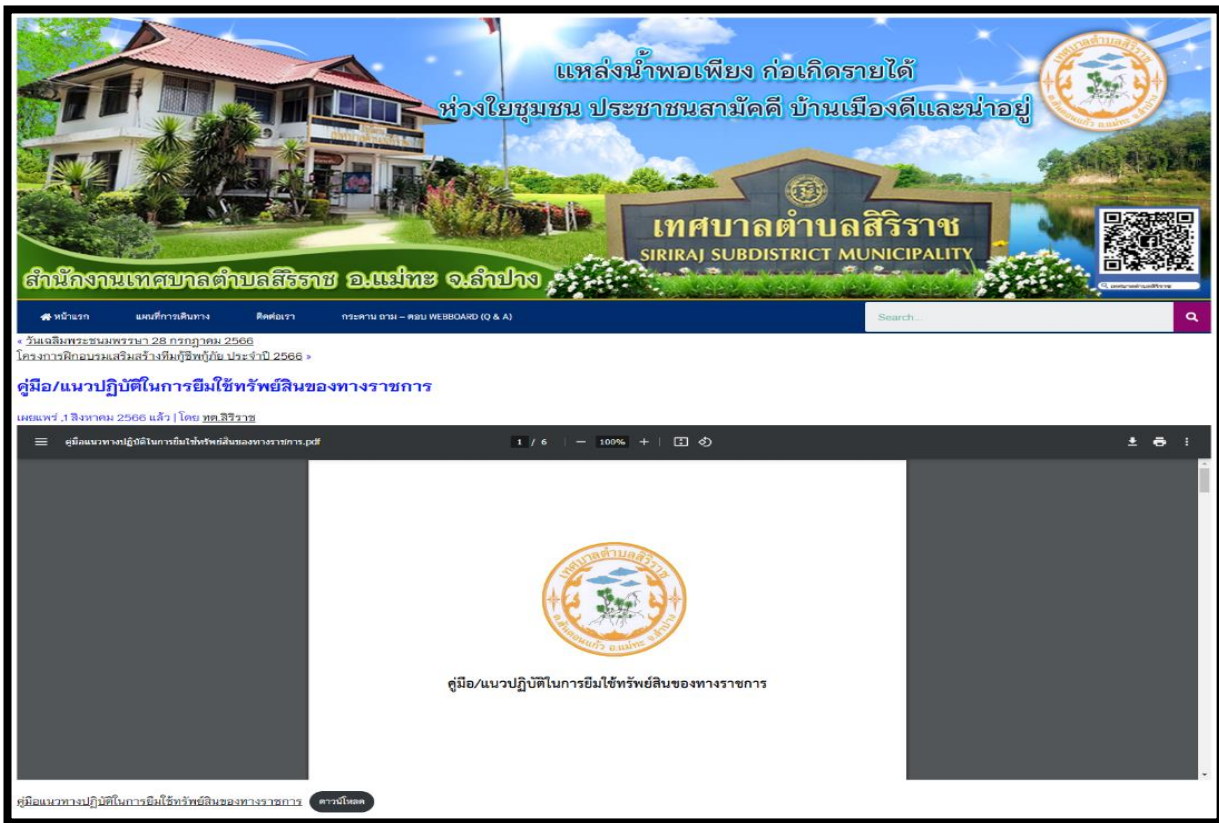 แหล่งน้ำพอเพียง ก่อเกิดรายได้
ห่วงใยชุมชน ประชาชนสามัคคี บ้านเมืองดีและน่าอยู่
เทศบาลตำบลสิริราช
SIRIRAJ SUBDISTRICT MUNICIPALITY
สำนักงานเทศบาลตำบลสิริราช อ.แม่ทะ จ.ลำปาง
หน้าแรก แผนที่การเดินทาง ติดต่อเรา กระดาน ถาม – ตอบ WEBBOARD (Q & A) Search...
« วันเฉลิมพระชนมพรรษา 28 กรกฎาคม 2566
โครงการฝึกอบรมเสริมสร้างทีมกู้ชีพกู้ภัย ประจำปี 2566 »
คู่มือ/แนวปฏิบัติในการยืมใช้ทรัพย์สินของทางราชการ
เผยแพร่ ,1 สิงหาคม 2566 แล้ว | โดย ทต.สิริราช
คู่มือแนวทางปฏิบัติในการยืมใช้ทรัพย์สินของทางราชการ.pdf 1 / 6 100%
เทศบาลตำบลสิริราช
ต.สันดอนแก้ว อ.แม่ทะ จ.ลำปาง
คู่มือ/แนวปฏิบัติในการยืมใช้ทรัพย์สินของทางราชการ
คู่มือแนวทางปฏิบัติในการยืมใช้ทรัพย์สินของทางราชการ ดาวน์โหลด